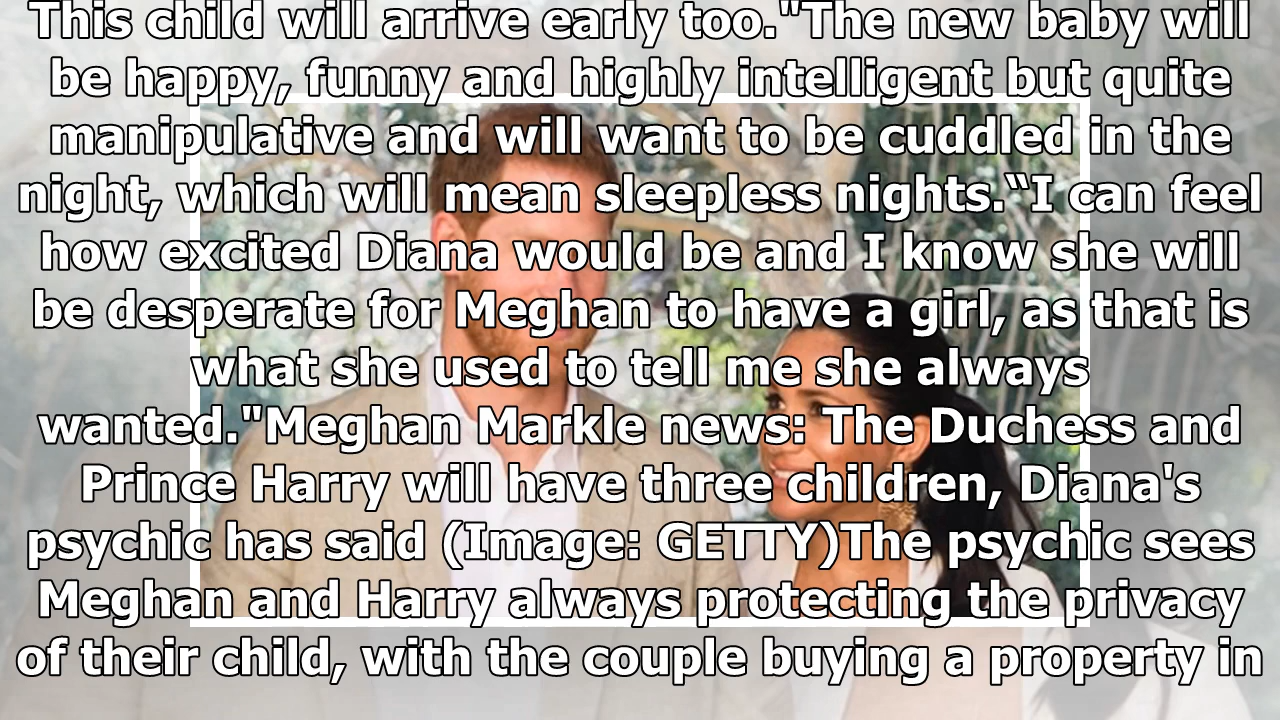 This child will arrive early too."The new baby will
be happy, funny and highly intelligent but quite
manipulative and will want to be cuddled in the
night, which will mean sleepless nights.“I can feel
how excited Diana would be and I know she will
be desperate for Meghan to have a girl, as that is
what she used to tell me she always
wanted."Meghan Markle news: The Duchess and
Prince Harry will have three children, Diana's
psychic has said (Image: GETTY)The psychic sees
Meghan and Harry always protecting the privacy
of their child, with the couple buying a property in